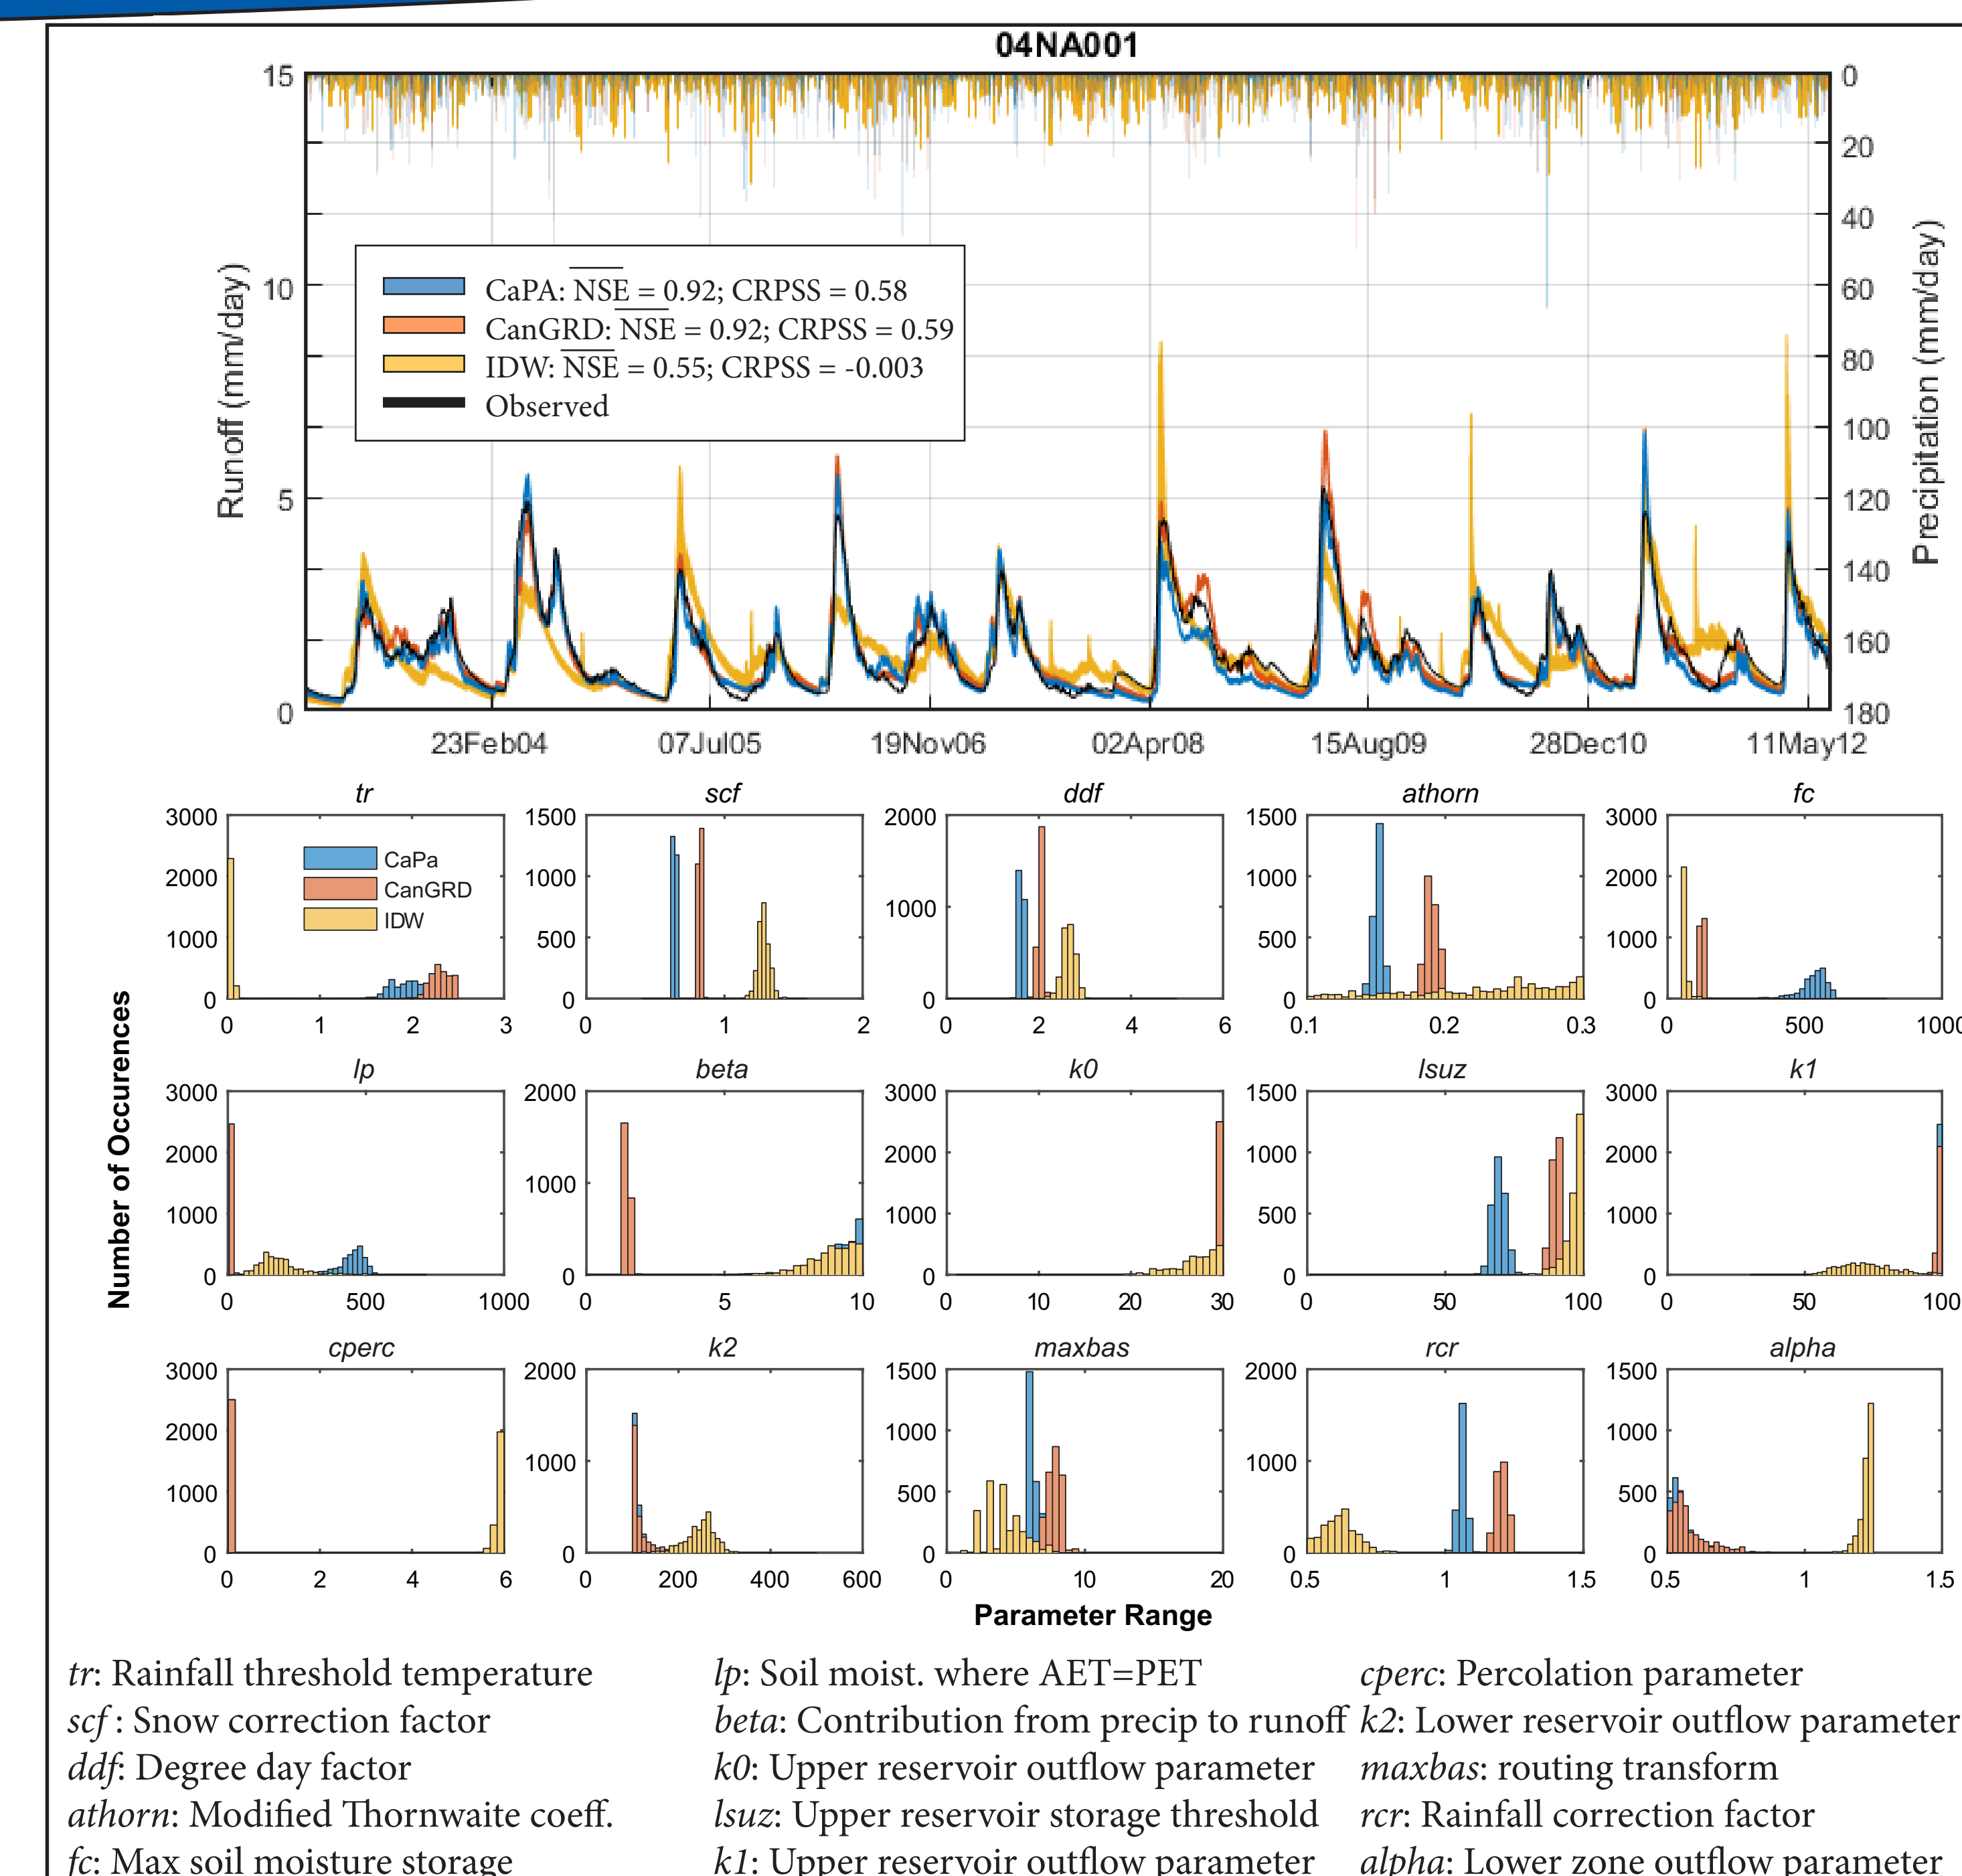 04NA001
15 0
20
40
10 60
80
100
5 120
140
160
0 180
Runoff (mm/day)
Precipitation (mm/day)
CaPA: NSE = 0.92; CRPSS = 0.58
CanGRD: NSE = 0.92; CRPSS = 0.59
IDW: NSE = 0.55; CRPSS = -0.003
Observed
23Feb04 07Jul05 19Nov06 02Apr08 15Aug09 28Dec10 11May12
tr scf ddf athorn fc
3000 1500 2000 1500 3000
CaPa
CanGRD
IDW
2000 1000 1000 1000 2000
1000 500 500 1000
0 0 0 0 0
0 1 2 3 0 1 2 0 2 4 6 0.1 0.2 0.3 0 500 1000
Number of Occurences
lp beta k0 lsuz k1
3000 2000 3000 1500 3000
2000 1000 2000 1000 2000
1000 1000 500 1000
0 0 0 0 0
0 500 1000 0 5 10 0 10 20 30 0 50 100 0 50 100
cperc k2 maxbas rcr alpha
3000 2000 1500 2000 1500
2000 1000 1000 1000 1000
1000 500 500
0 0 0 0 0
0 2 4 6 0 200 400 600 0 10 20 0.5 1 1.5 0.5 1 1.5
Parameter Range
tr: Rainfall threshold temperature
scf : Snow correction factor
ddf: Degree day factor
athorn: Modified Thornwaite coeff.
fc: Max soil moisture storage
lp: Soil moist. where AET=PET
beta: Contribution from precip to runoff
k0: Upper reservoir outflow parameter
lsuz: Upper reservoir storage threshold
k1: Upper reservoir outflow parameter
cperc: Percolation parameter
k2: Lower reservoir outflow parameter
maxbas: routing transform
rcr: Rainfall correction factor
alpha: Lower zone outflow parameter